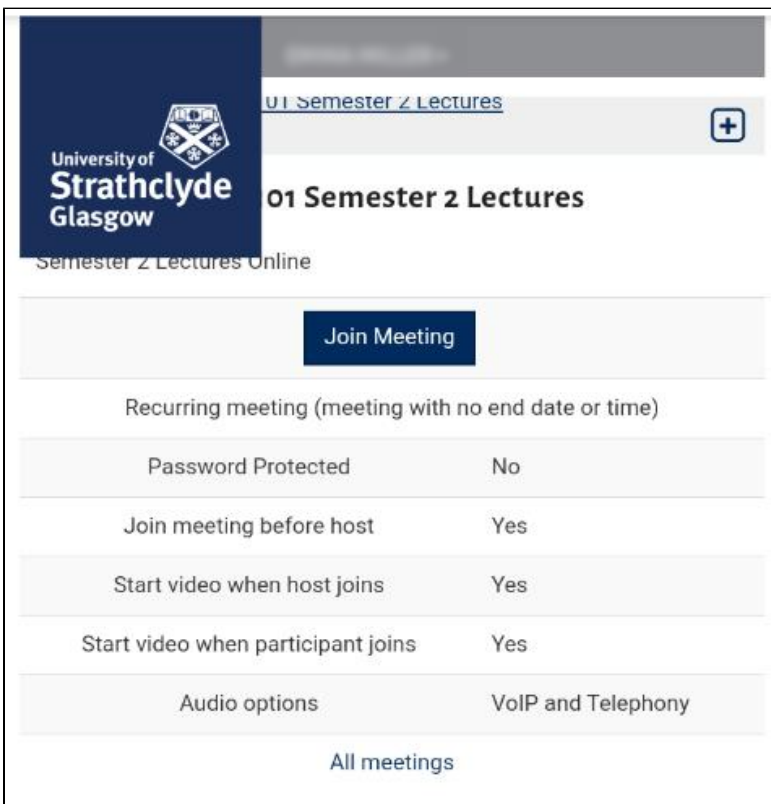 01 Semester 2 Lectures
University of
Strathclyde
Glasgow
101 Semester 2 Lectures
Semester 2 Lectures Online
Join Meeting
Recurring meeting (meeting with no end date or time)
Password Protected No
Join meeting before host Yes
Start video when host joins Yes
Start video when participant joins Yes
Audio options VoIP and Telephony
All meetings